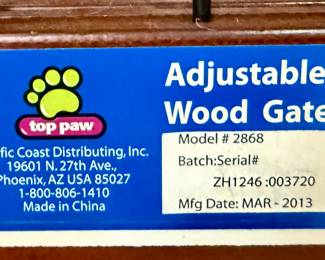 top paw
fic Coast Distributing, Inc.
19601 N. 27th Ave.,
Phoenix, AZ USA 85027
1-800-806-1410
Made in China
Adjustable
Wood Gate
Model # 2868
Batch:Serial#
ZH1246 :003720
Mfg Date: MAR - 2013